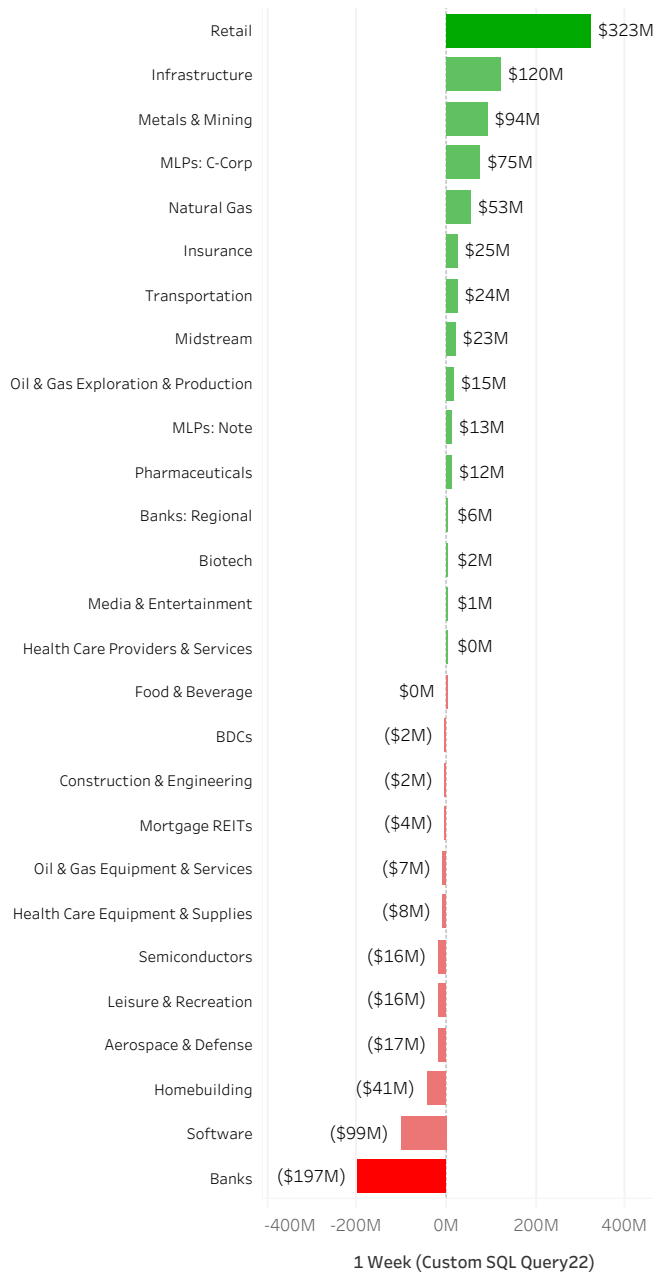 Retail $323M
Infrastructure $120M
Metals & Mining $94M
MLPs: C-Corp $75M
Natural Gas $53M
Insurance $25M
Transportation $24M
Midstream $23M
Oil & Gas Exploration & Production $15M
MLPs: Note $13M
Pharmaceuticals $12M
Banks: Regional $6M
Biotech $2M
Media & Entertainment $1M
Health Care Providers & Services $0M
Food & Beverage $0M
BDCs ($2M)
Construction & Engineering ($2M)
Mortgage REITs ($4M)
Oil & Gas Equipment & Services ($7M)
Health Care Equipment & Supplies ($8M)
Semiconductors ($16M)
Leisure & Recreation ($16M)
Aerospace & Defense ($17M)
Homebuilding ($41M)
Software ($99M)
Banks ($197M)
-400M -200M 0M 200M 400M
1 Week (Custom SQL Query22)